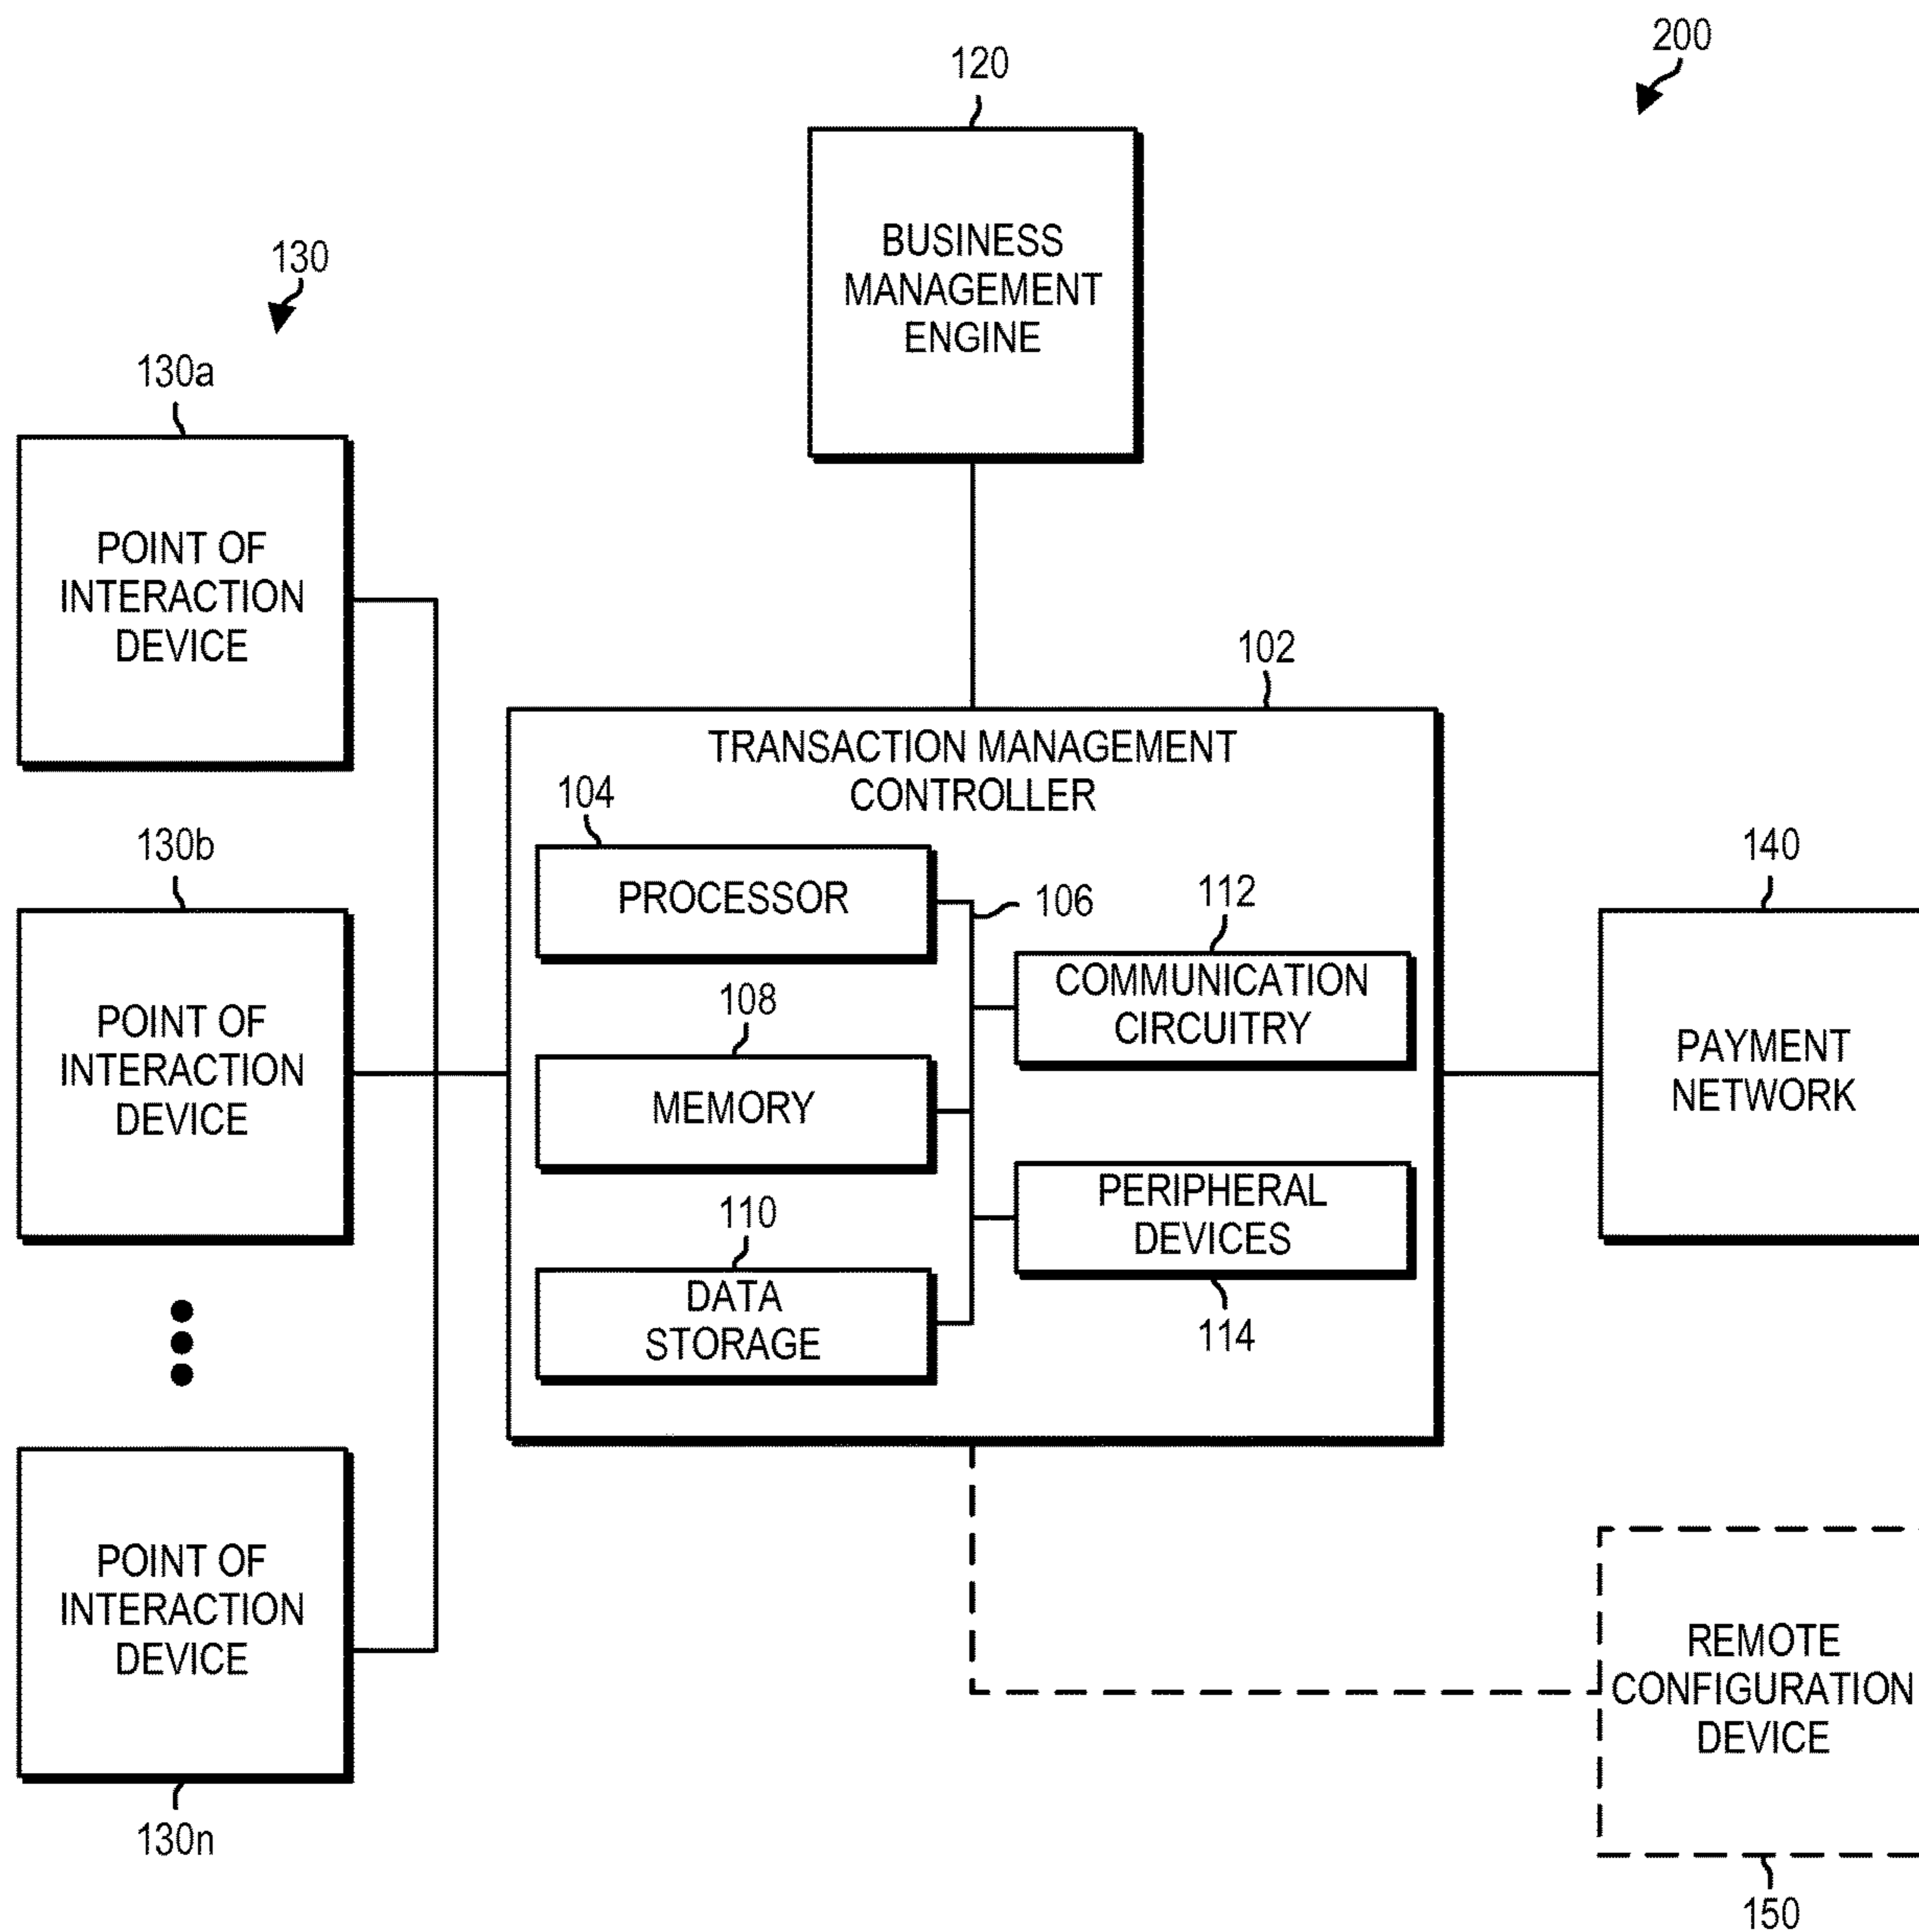 200
120
BUSINESS
MANAGEMENT
ENGINE
130
130a
POINT OF
INTERACTION
DEVICE
130b
POINT OF
INTERACTION
DEVICE
POINT OF
INTERACTION
DEVICE
130n
102
TRANSACTION MANAGEMENT
CONTROLLER
104
PROCESSOR
106
108
MEMORY
110
DATA
STORAGE
112
COMMUNICATION
CIRCUITRY
PERIPHERAL
DEVICES
114
140
PAYMENT
NETWORK
REMOTE
CONFIGURATION
DEVICE
150